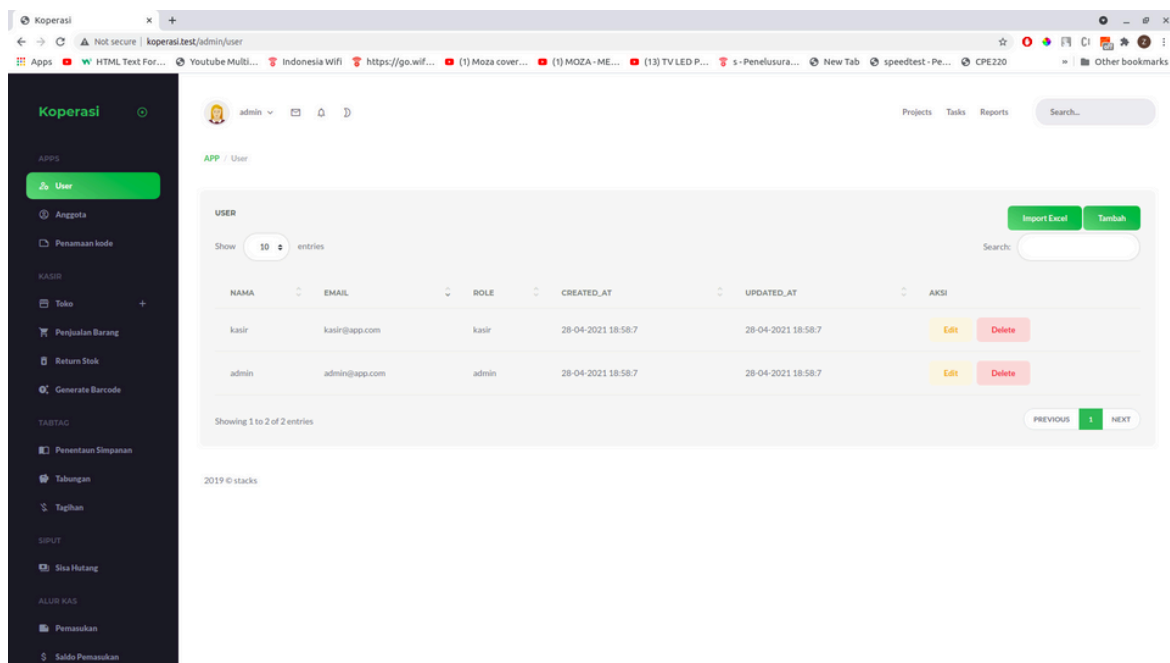 Koperasi
Not secure | koperasi.test/admin/user
Apps W HTML Text For... Youtube Multi... Indonesia Wifi https://go.wif... (1) Moza cover... (1) MOZA - ME... (13) TV LED P... s - Penelusura... New Tab speedtest - Pe... CPE220 » Other bookmarks
Koperasi
admin
Projects Tasks Reports Search...
APPS
APP / User
User
Anggota
Penamaan kode
KASIR
Toko +
Penjualan Barang
Return Stok
Generate Barcode
TABTAG
Penentaun Simpanan
Tabungan
Tagihan
SIPUT
Sisa Hutang
ALUR KAS
Pemasukan
Saldo Pemasukan
USER
Import Excel Tambah
Show 10 entries Search:
NAMA EMAIL ROLE CREATED_AT UPDATED_AT AKSI
kasir kasir@app.com kasir 28-04-2021 18:58:7 28-04-2021 18:58:7 Edit Delete
admin admin@app.com admin 28-04-2021 18:58:7 28-04-2021 18:58:7 Edit Delete
Showing 1 to 2 of 2 entries PREVIOUS 1 NEXT
2019 © stacks